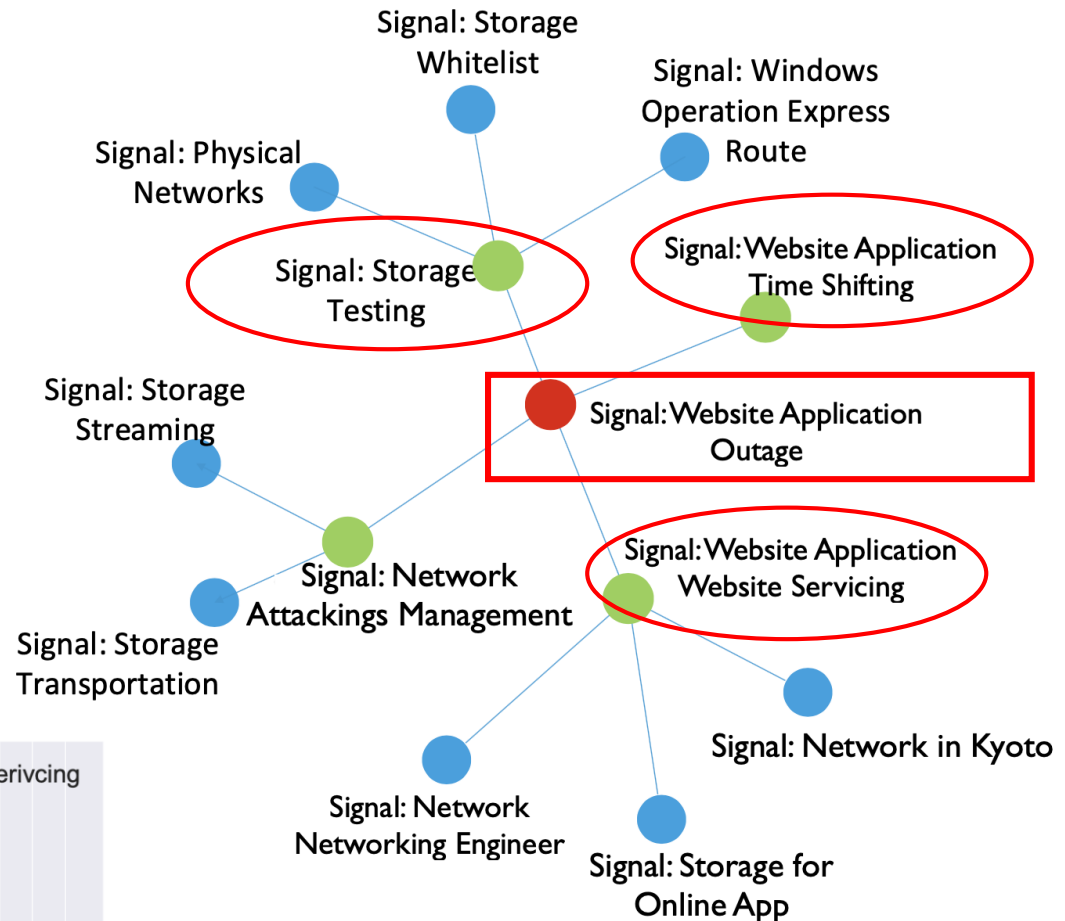 Signal: Storage
Whitelist
Signal: Windows
Operation Express
Route
Signal: Physical
Networks
Signal: Website Application
Time Shifting
Signal: Storage
Testing
Signal: Storage
Streaming
Signal: Website Application
Outage
Signal: Website Application
Website Servicing
Signal: Network
Attackings Management
Signal: Storage
Transportation
Signal: Network in Kyoto
erivcing
Signal: Network
Networking Engineer
Signal: Storage for
Online App